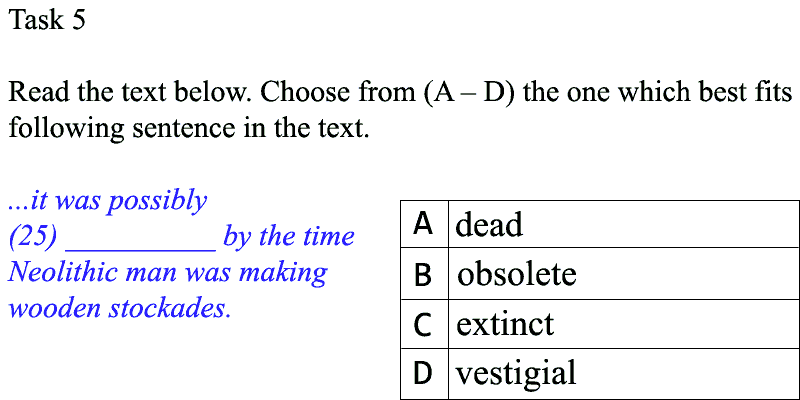 Task 5
Read the text below. Choose from (A – D) the one which best fits
following sentence in the text.
...it was possibly
(25) __________ by the time
Neolithic man was making
wooden stockades.
A dead
B obsolete
C extinct
D vestigial